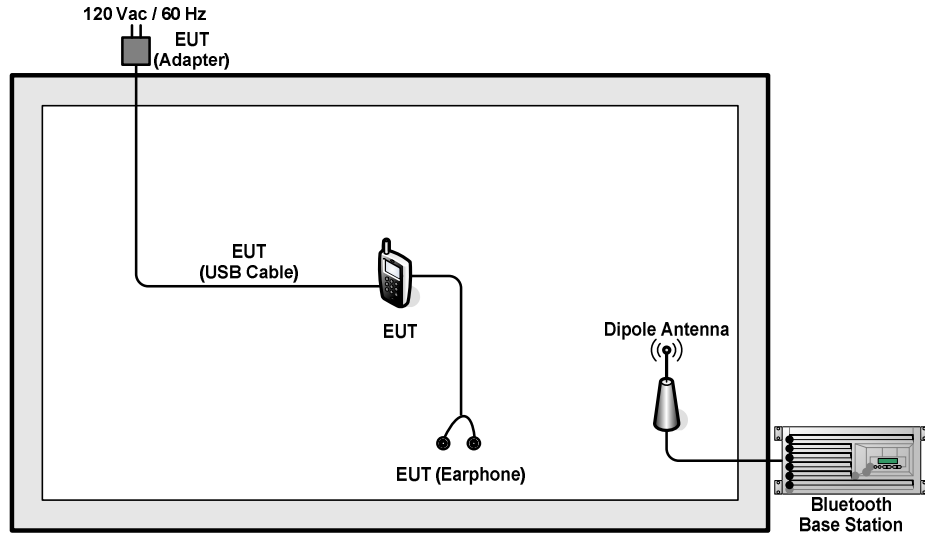 120 Vac / 60 Hz
EUT
(Adapter)
EUT
(USB Cable)
EUT
Dipole Antenna
EUT (Earphone)
Bluetooth
Base Station